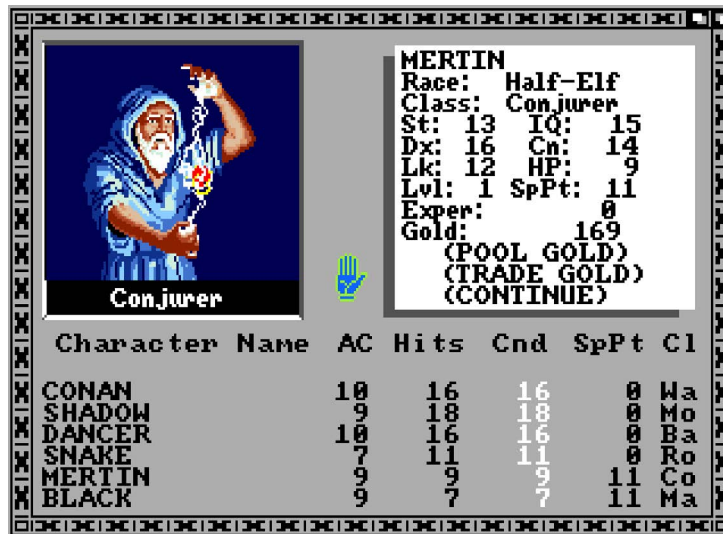 Conjurer
MERTIN
Race: Half-Elf
Class: Conjurer
St: 13 IQ: 15
Dx: 16 Cn: 14
Lk: 12 HP: 9
Lvl: 1 SpPt: 11
Exper: 0
Gold: 169
(POOL GOLD)
(TRADE GOLD)
(CONTINUE)
Character Name AC Hits Cnd SpPt Cl
CONAN 10 16 16 0 Wa
SHADOW 9 18 18 0 Mo
DANCER 10 16 16 0 Ba
SNAKE 7 11 11 0 Ro
MERTIN 9 9 9 11 Co
BLACK 9 7 7 11 Ma